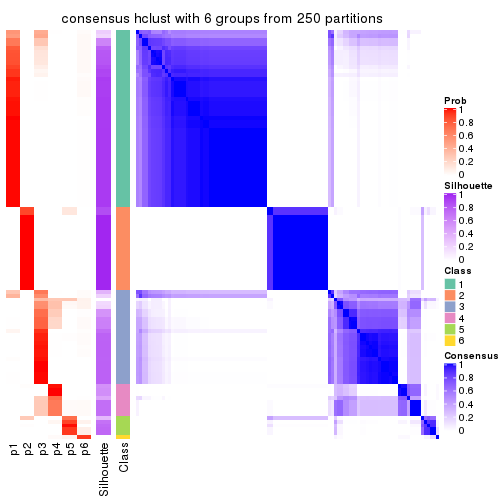 consensus hclust with 6 groups from 250 partitions
Prob
1
0.8
0.6
0.4
0.2
0
Silhouette
1
0.8
0.6
0.4
0.2
0
Class
1
2
3
4
5
6
Consensus
1
0.8
0.6
0.4
0.2
0
p1
p2
p3
p4
p5
p6
Silhouette
Class